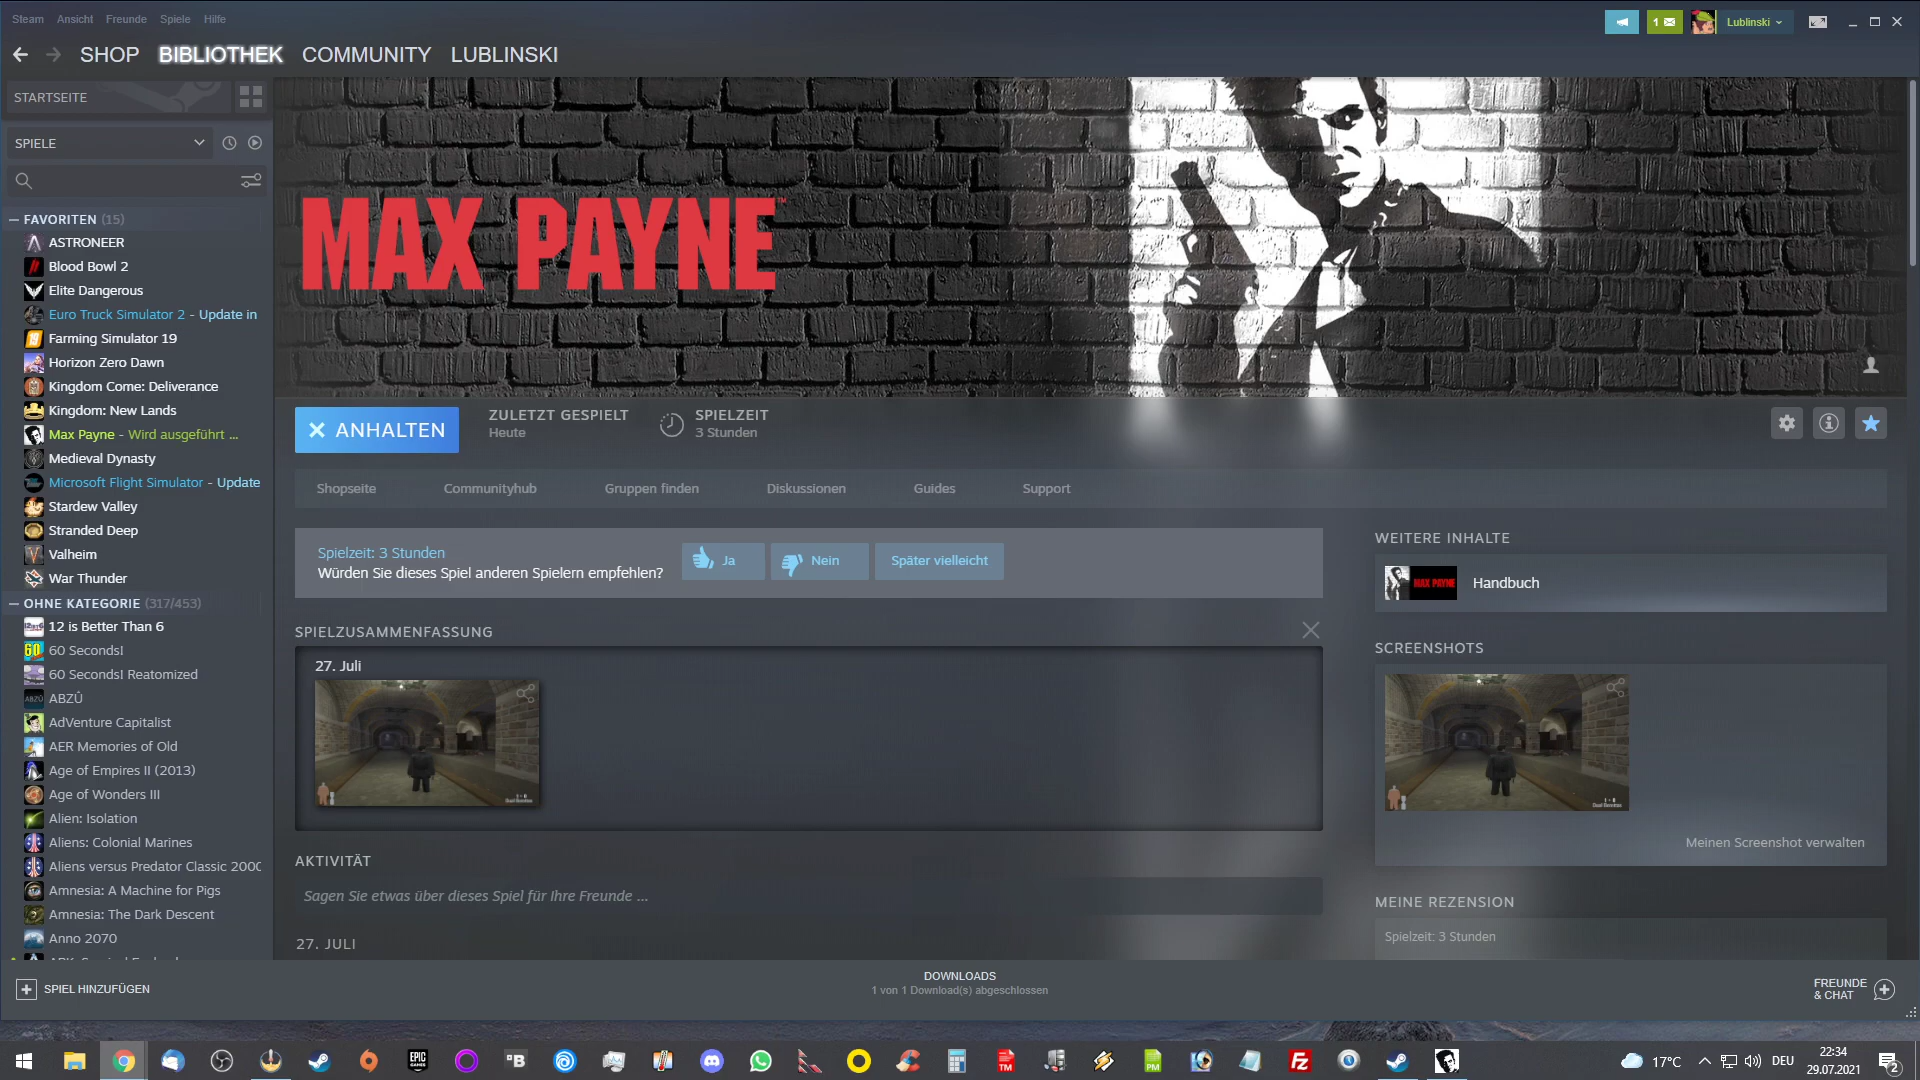 Steam Ansicht Freunde Spiele Hilfe
1
Lublinski
SHOP BIBLIOTHEK COMMUNITY LUBLINSKI
STARTSEITE
SPIELE
FAVORITEN (15)
ASTRONEER
Blood Bowl 2
Elite Dangerous
Euro Truck Simulator 2 - Update in
Farming Simulator 19
Horizon Zero Dawn
Kingdom Come: Deliverance
Kingdom: New Lands
Max Payne - Wird ausgeführt ...
Medieval Dynasty
Microsoft Flight Simulator - Update
Stardew Valley
Stranded Deep
Valheim
War Thunder
OHNE KATEGORIE (317/453)
12 is Better Than 6
60 Seconds!
60 Seconds! Reatomized
ABZÛ
AdVenture Capitalist
AER Memories of Old
Age of Empires II (2013)
Age of Wonders III
Alien: Isolation
Aliens: Colonial Marines
Aliens versus Predator Classic 2000
Amnesia: A Machine for Pigs
Amnesia: The Dark Descent
Anno 2070
MAX PAYNE™
ANHALTEN
ZULETZT GESPIELT
Heute
SPIELZEIT
3 Stunden
Shopseite Communityhub Gruppen finden Diskussionen Guides Support
Spielzeit: 3 Stunden
Würden Sie dieses Spiel anderen Spielern empfehlen?
Ja Nein Später vielleicht
SPIELZUSAMMENFASSUNG
27. Juli
AKTIVITÄT
Sagen Sie etwas über dieses Spiel für Ihre Freunde ...
27. JULI
WEITERE INHALTE
MAX PAYNE
Handbuch
SCREENSHOTS
Meinen Screenshot verwalten
MEINE REZENSION
Spielzeit: 3 Stunden
SPIEL HINZUFÜGEN
DOWNLOADS
1 von 1 Download(s) abgeschlossen
FREUNDE
& CHAT
17°C
DEU
22:34
29.07.2021
2